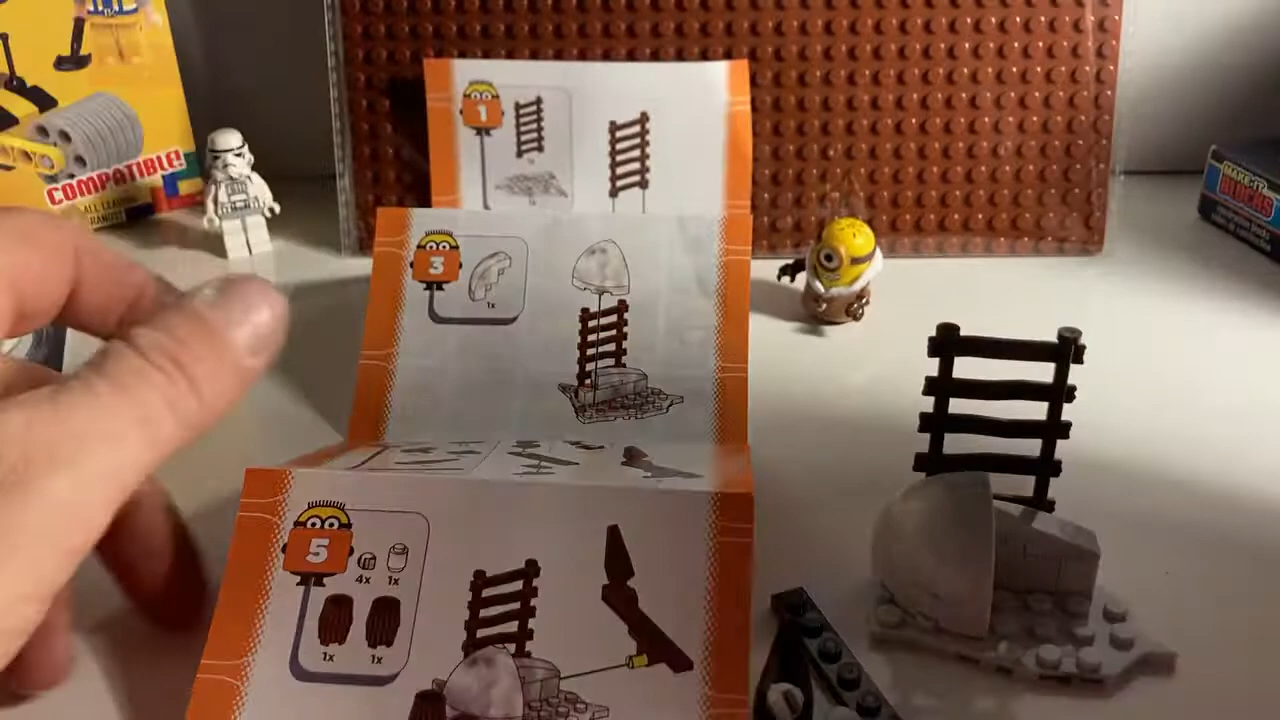 COMPATIBLE!
ALL LEADING
BRANDS!
MAKE-IT
BLOCKS
1
3
1x
5
4x 1x
1x 1x